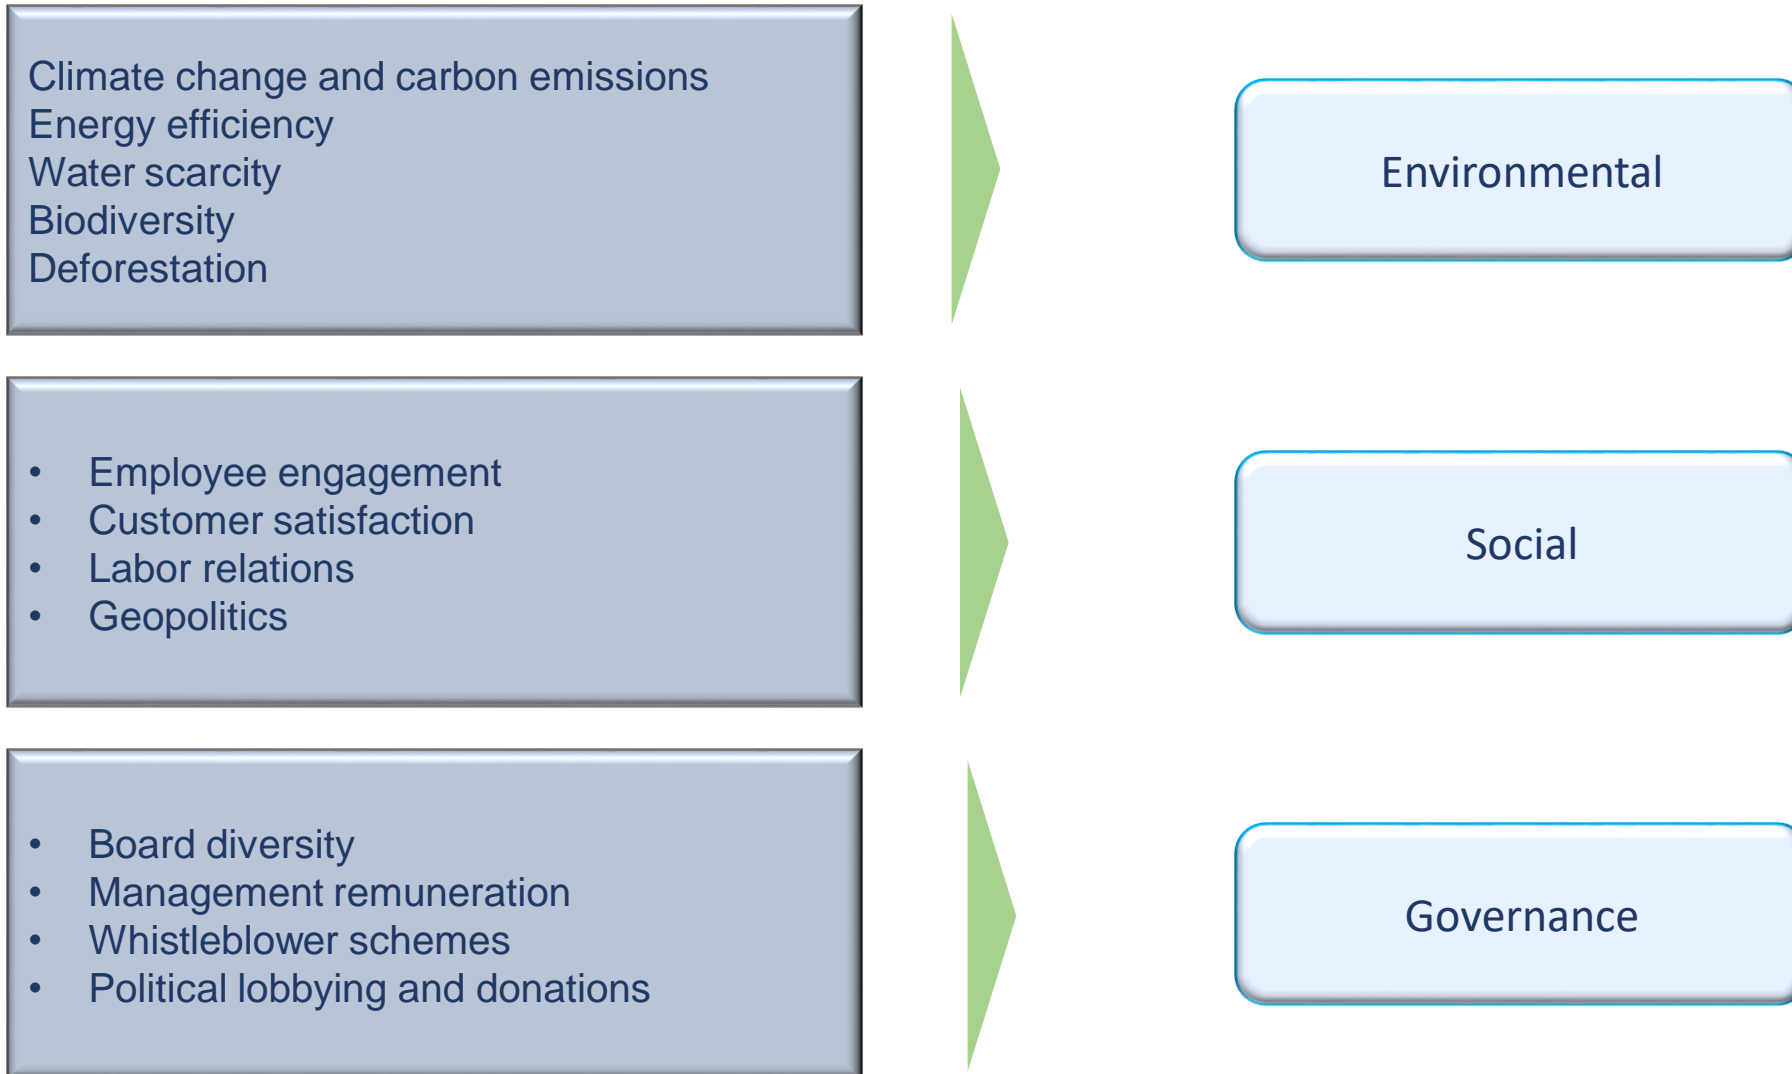 Climate change and carbon emissions
Energy efficiency
Water scarcity
Biodiversity
Deforestation
Environmental
• Employee engagement
• Customer satisfaction
• Labor relations
• Geopolitics
Social
• Board diversity
• Management remuneration
• Whistleblower schemes
• Political lobbying and donations
Governance